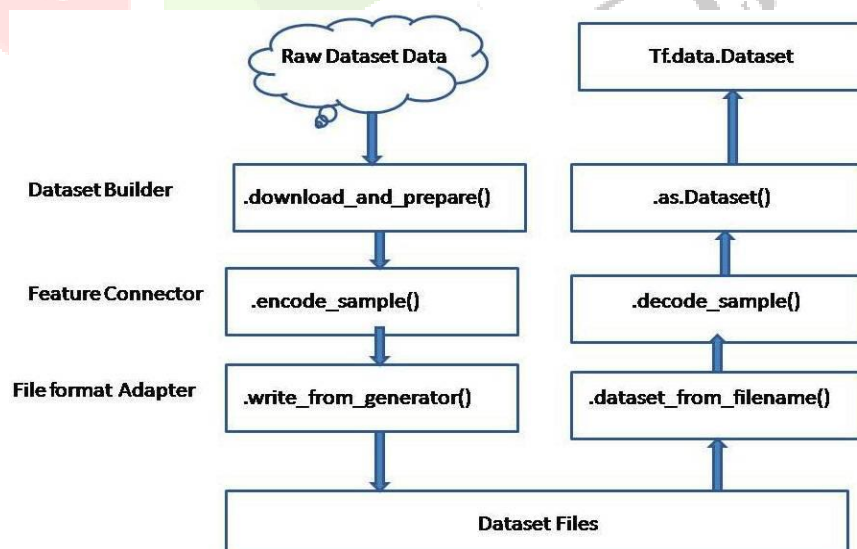 Raw Dataset Data
Tf.data.Dataset
Dataset Builder
.download_and_prepare()
.as.Dataset()
Feature Connector
.encode_sample()
.decode_sample()
File format Adapter
.write_from_generator()
.dataset_from_filename()
Dataset Files